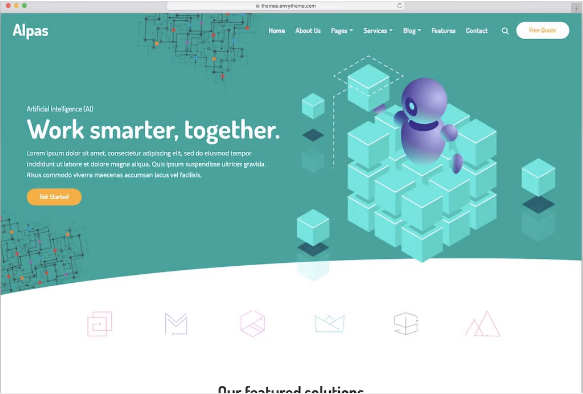 themes.envytheme.com
Alpas
Home About Us Pages Services Blog Features Contact
Free Quote
Artificial Intelligence (AI)
Work smarter, together.
Lorem ipsum dolor sit amet, consectetur adipiscing elit, sed do eiusmod tempor
incididunt ut labore et dolore magna aliqua. Quis ipsum suspendisse ultrices gravida.
Risus commodo viverra maecenas accumsan lacus vel facilisis.
Get Started
Our featured solutions